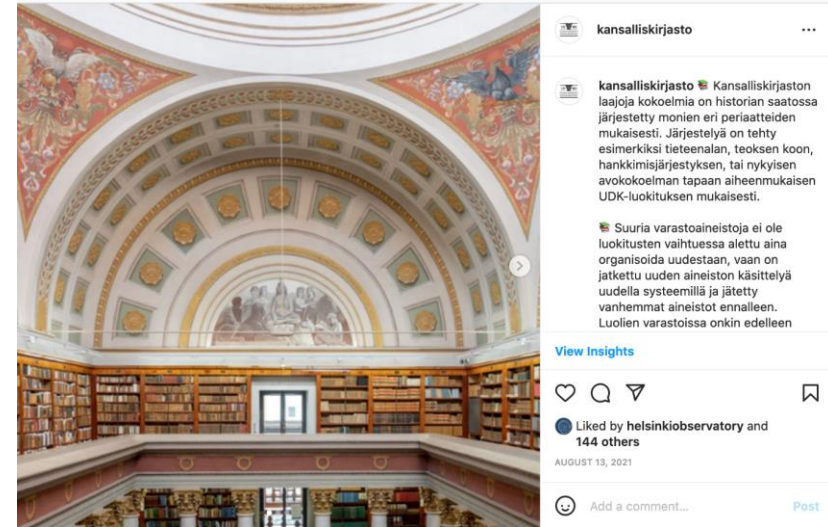 kansalliskirjasto
kansalliskirjasto 📚 Kansalliskirjaston
laajoja kokoelmia on historian saatossa
järjestetty monien eri periaatteiden
mukaisesti. Järjestelyä on tehty
esimerkiksi tieteenalan, teoksen koon,
hankkimisjärjestyksen, tai nykyisen
avokokoelman tapaan aiheenmukaisen
UDK-luokituksen mukaisesti.
📚 Suuria varastoaineistoja ei ole
luokitusten vaihtuessa alettu aina
organisoida uudestaan, vaan on
jatkettu uuden aineiston käsittelyä
uudella systeemillä ja jätetty
vanhemmat aineistot ennalleen.
Luolien varastoissa onkin edelleen
View Insights
Liked by helsinkiobservatory and
144 others
AUGUST 13, 2021
Add a comment... Post